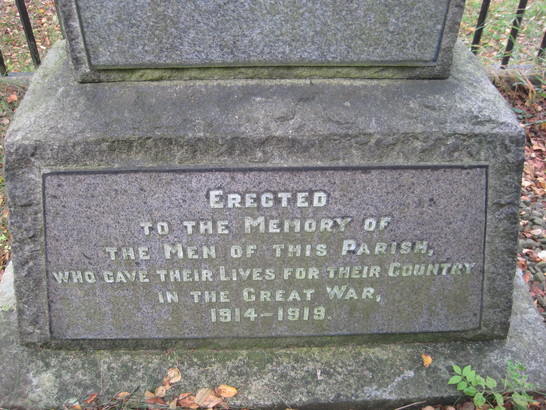 Erected
to the Memory of
the Men of this Parish,
who gave their Lives for their Country
in the Great War,
1914-1919.